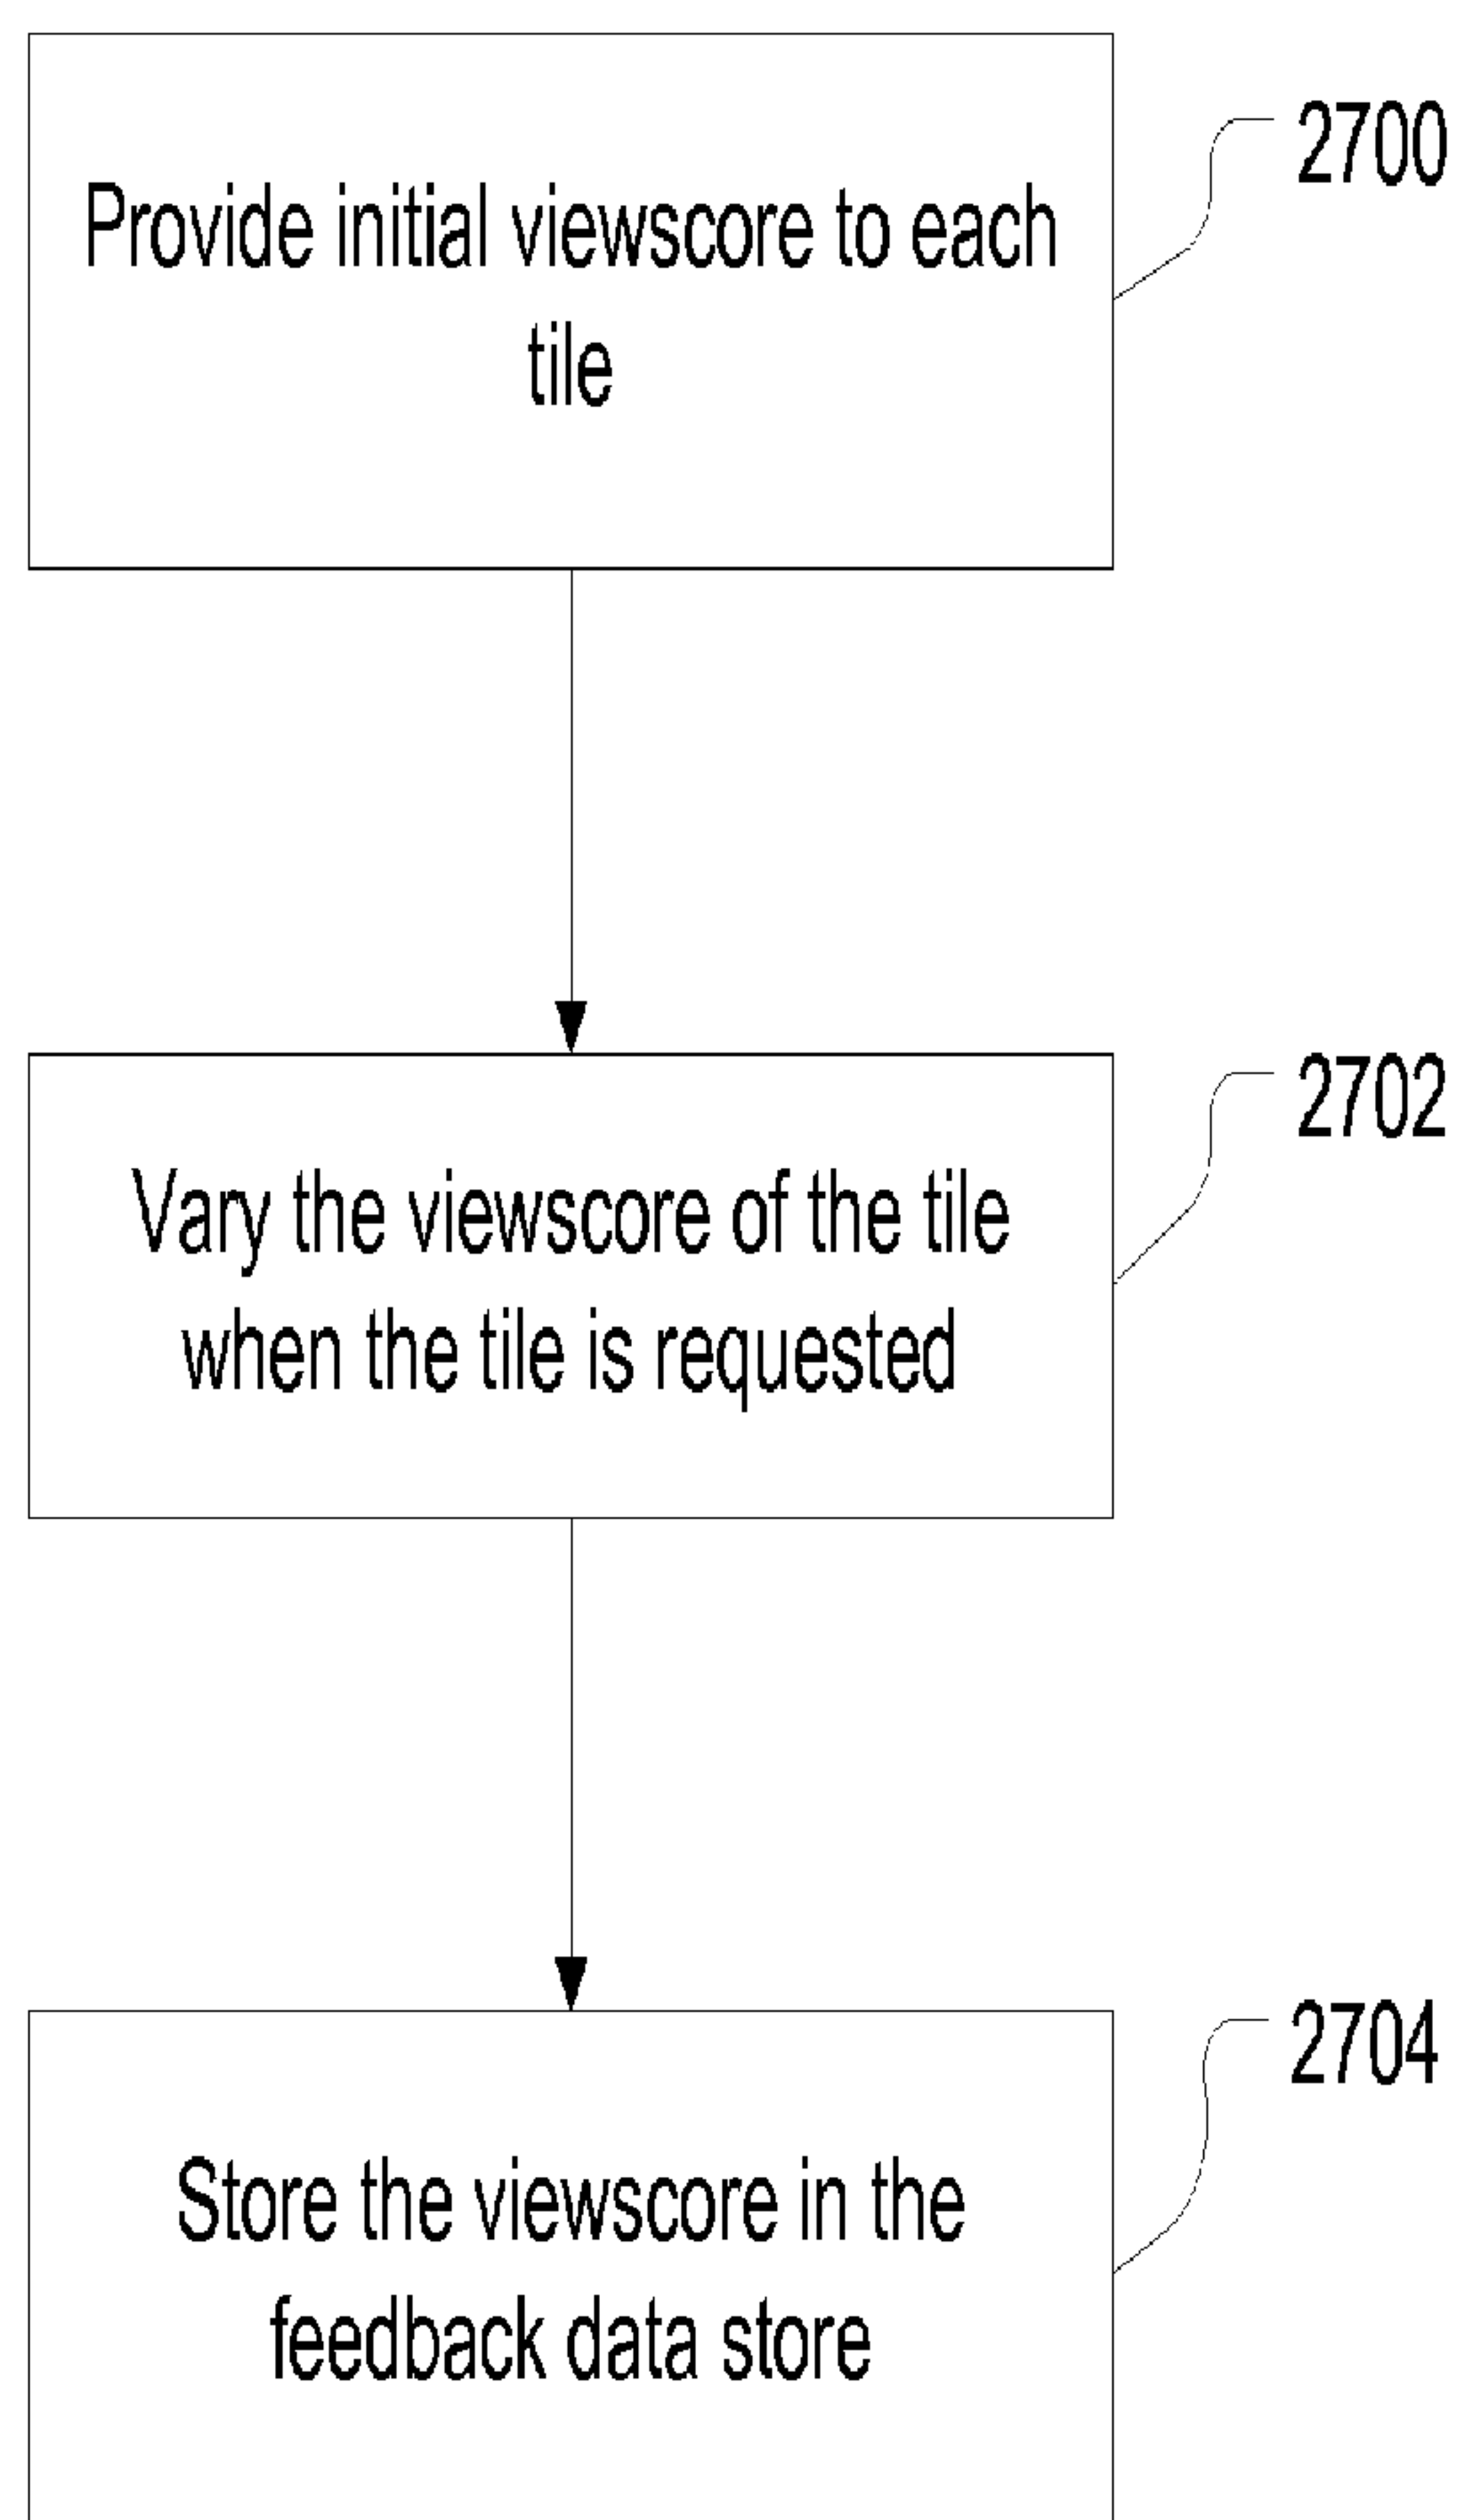 2700
Provide initial viewscore to each
tile
2702
Vary the viewscore of the tile
when the tile is requested
2704
Store the viewscore in the
feedback data store